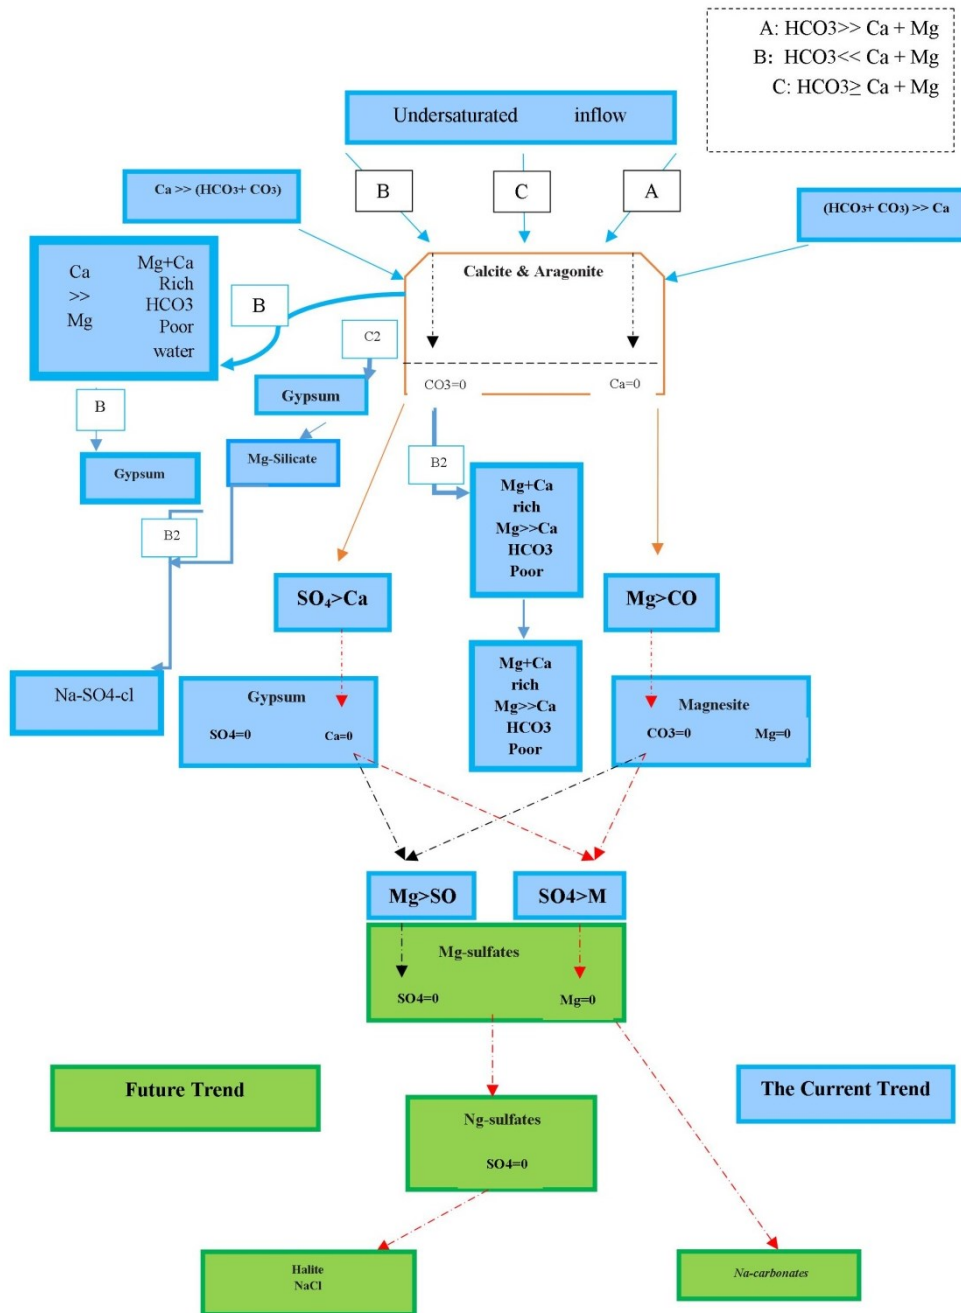 A: HCO3>> Ca + Mg
B: HCO3<< Ca + Mg
C: HCO3≥ Ca + Mg
Undersaturated inflow
B
C
A
Ca >> (HCO3+ CO3)
(HCO3+ CO3) >> Ca
Calcite & Aragonite
CO3=0
Ca=0
Ca
>>
Mg
Mg+Ca
Rich
HCO3
Poor
water
B
C2
Gypsum
B
Gypsum
Mg-Silicate
B2
B2
Mg+Ca
rich
Mg>>Ca
HCO3
Poor
SO₄>Ca
Mg>CO
Mg+Ca
rich
Mg>>Ca
HCO3
Poor
Na-SO4-cl
Gypsum
SO4=0
Ca=0
Magnesite
CO3=0
Mg=0
Mg>SO
SO4>M
Mg-sulfates
SO4=0
Mg=0
Future Trend
The Current Trend
Ng-sulfates
SO4=0
Halite
NaCl
Na-carbonates